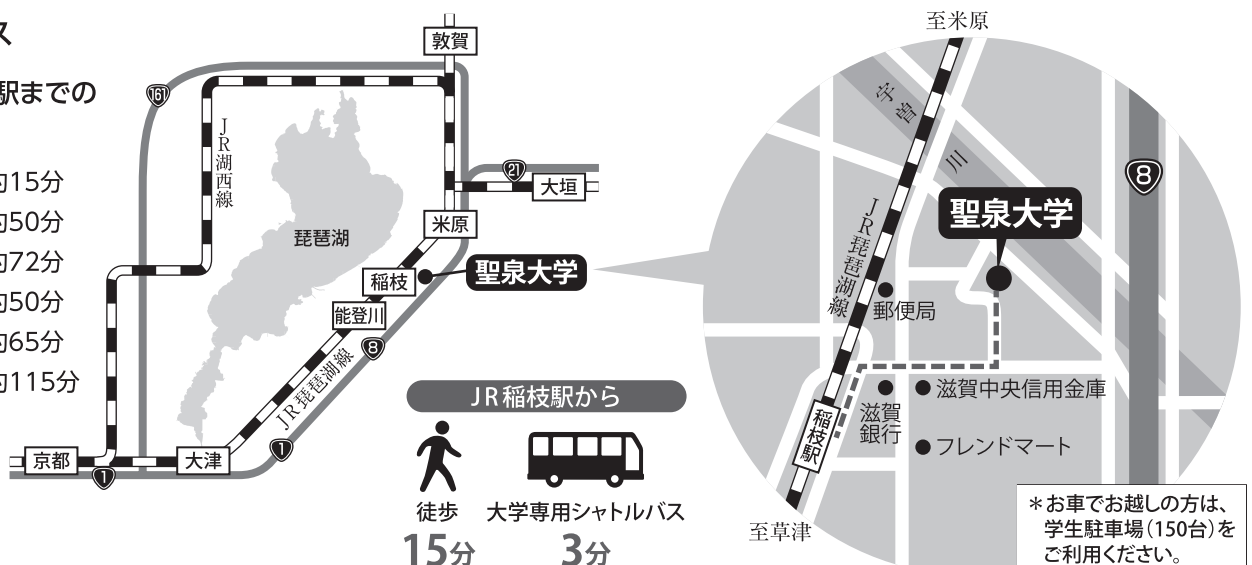 ス
駅までの
約15分
約50分
約72分
約50分
約65分
約115分
敦賀
161
JR湖西線
21
大垣
米原
琵琶湖
稲枝
聖泉大学
能登川
8
JR琵琶湖線
1
京都
1
大津
JR稲枝駅から
徒歩
15分
大学専用シャトルバス
3分
至米原
宇曽川
8
聖泉大学
JR琵琶湖線
郵便局
滋賀中央信用金庫
滋賀
銀行
フレンドマート
稲枝駅
至草津
*お車でお越しの方は、
学生駐車場(150台)を
ご利用ください。